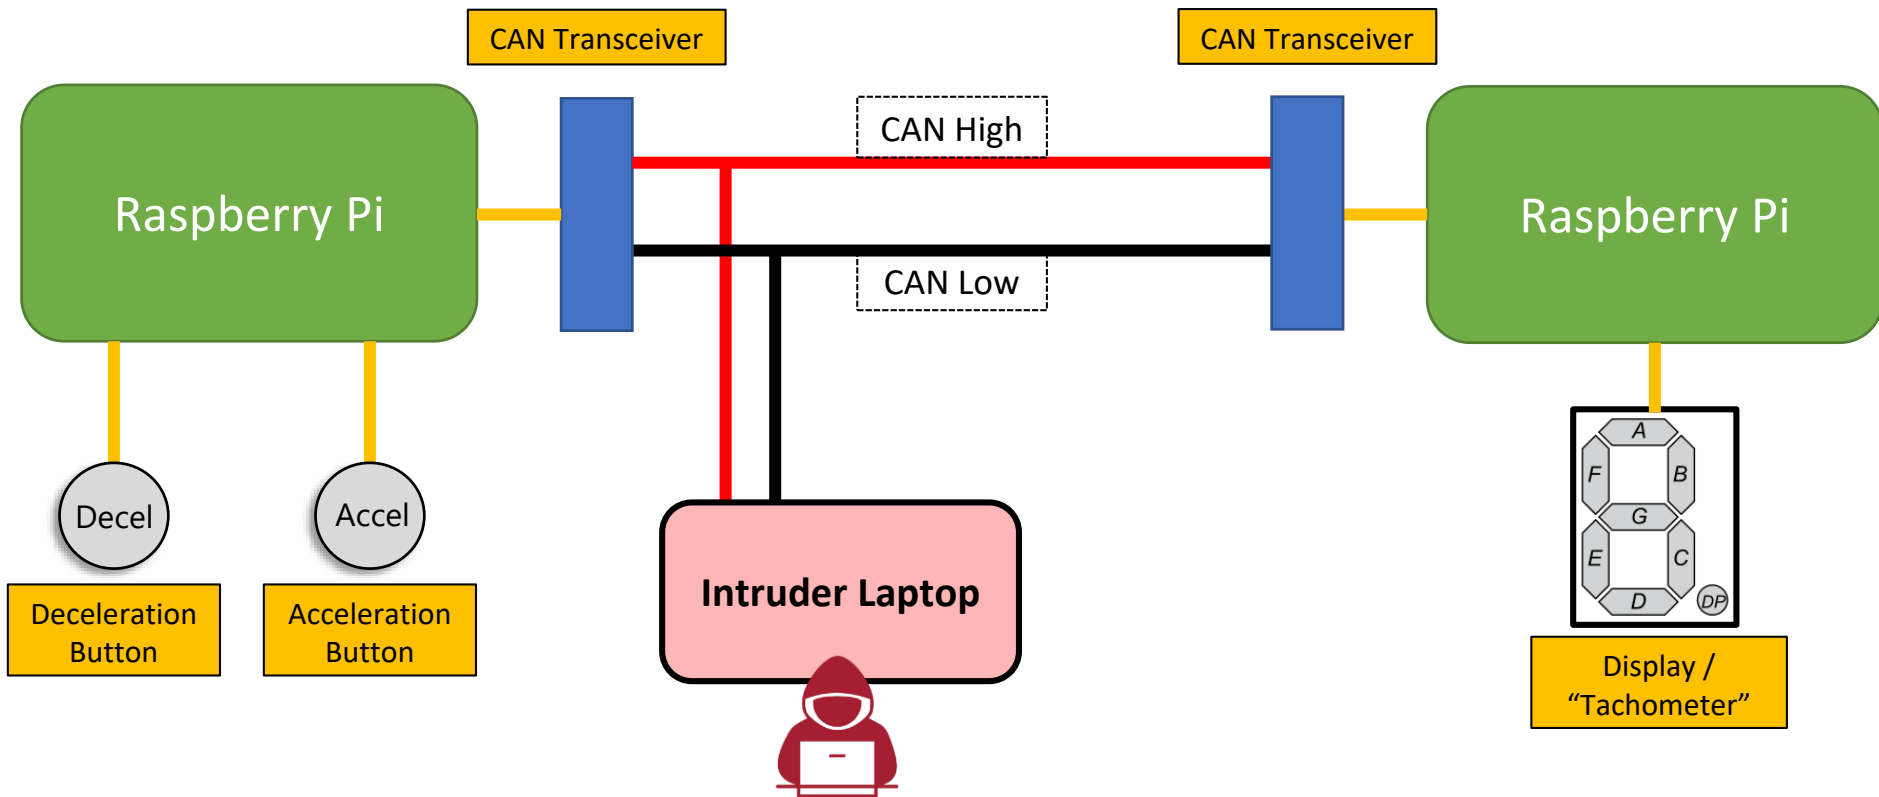 CAN Transceiver
CAN Transceiver
CAN High
Raspberry Pi
Raspberry Pi
CAN Low
Decel
Accel
Deceleration
Button
Acceleration
Button
Intruder Laptop
A
F
B
G
E
C
D
DP
Display /
“Tachometer”